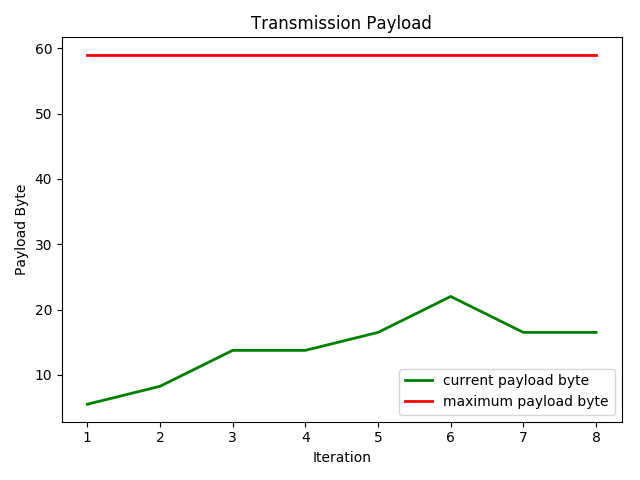 Transmission Payload
60
50
40
30
20
10
Payload Byte
current payload byte
maximum payload byte
1 2 3 4 5 6 7 8
Iteration